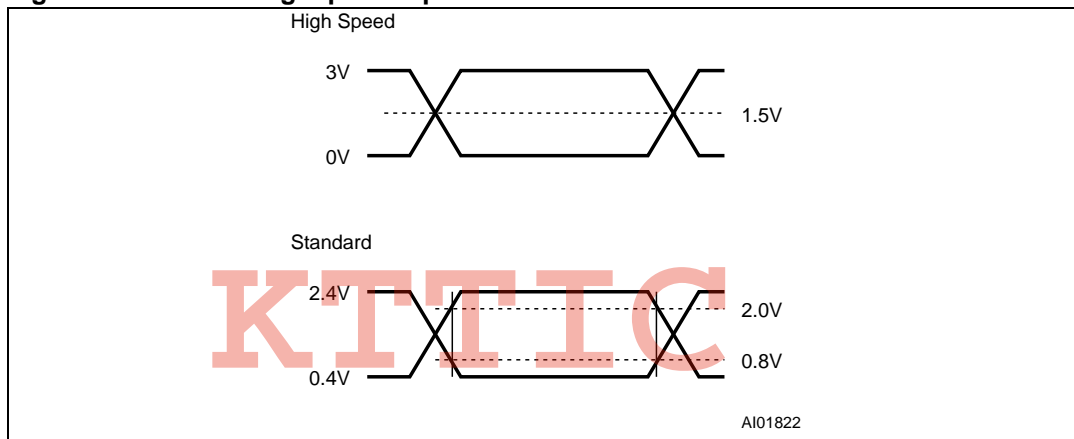 High Speed
3V
1.5V
0V
Standard
2.4V
2.0V
0.8V
0.4V
KTTIC
AI01822